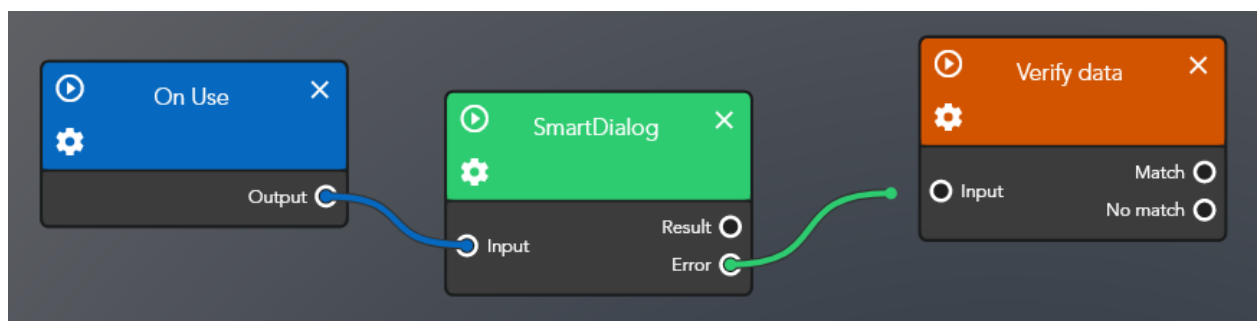 On Use
Output
SmartDialog
Input
Result
Error
Verify data
Input
Match
No match